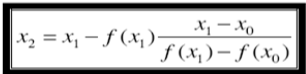 x₂ = x₁ − f(x₁) (x₁ − x₀) / (f(x₁) − f(x₀))